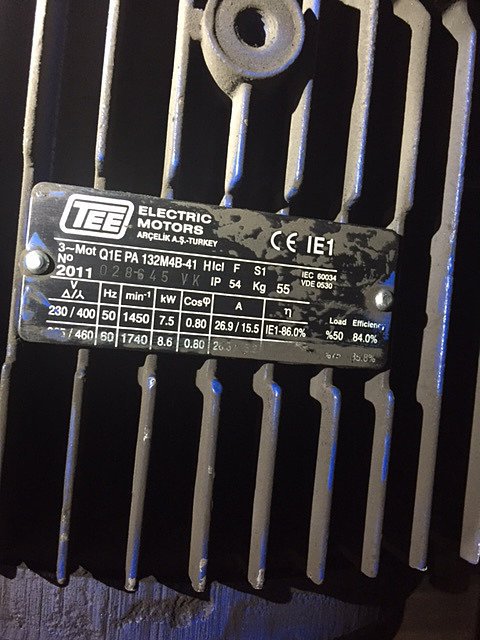 TEE ELECTRIC MOTORS
ARÇELİK A.Ş.-TURKEY
CE IE1
3~Mot Q1E PA 132M4B-41 Hicl F S1 IEC 60034
No 2011 028645 VK IP 54 Kg 55 VDE 0530
V Δ/⅄ Hz min⁻¹ kW Cosφ A η Load Efficiency
230 / 400 50 1450 7.5 0.80 26.9 / 15.5 IE1-86.0% %50 84.0%
/ 460 60 1740 8.6 0.80